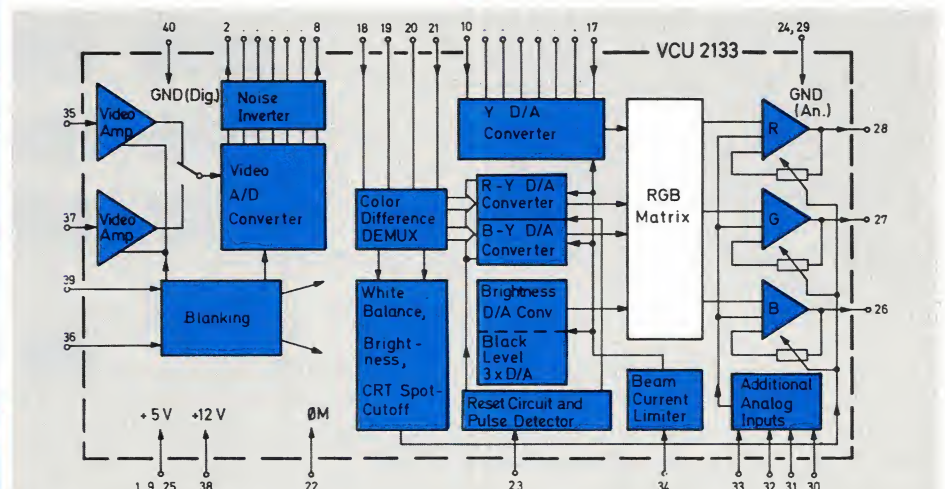 40
2
8
18
19
20
21
10
17
VCU 2133
24, 29
GND (Dig.)
GND
(An.)
35
Video
Amp
Noise
Inverter
Y D/A
Converter
R
28
Video
A/D
Converter
37
Video
Amp
Color
Difference
DEMUX
R-Y D/A
Converter
B-Y D/A
Converter
RGB
Matrix
G
27
39
36
Blanking
White
Balance,
Bright-
ness,
CRT Spot-
Cutoff
Brightness
D/A Conv
Black
Level
3 x D/A
B
26
Reset Circuit and
Pulse Detector
Beam
Current
Limiter
Additional
Analog
Inputs
+ 5 V
+12 V
ØM
1, 9, 25
38
22
23
34
33
32
31
30